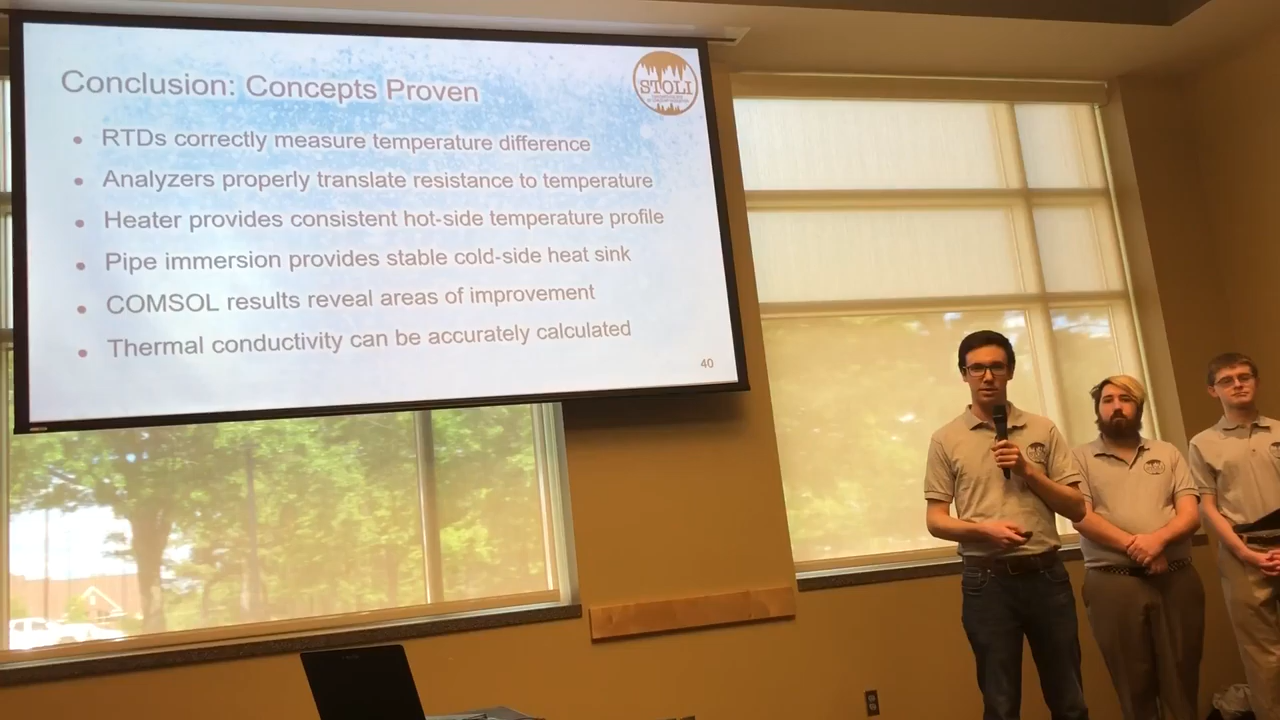 Conclusion: Concepts Proven
STOLI
• RTDs correctly measure temperature difference
• Analyzers properly translate resistance to temperature
• Heater provides consistent hot-side temperature profile
• Pipe immersion provides stable cold-side heat sink
• COMSOL results reveal areas of improvement
• Thermal conductivity can be accurately calculated
40